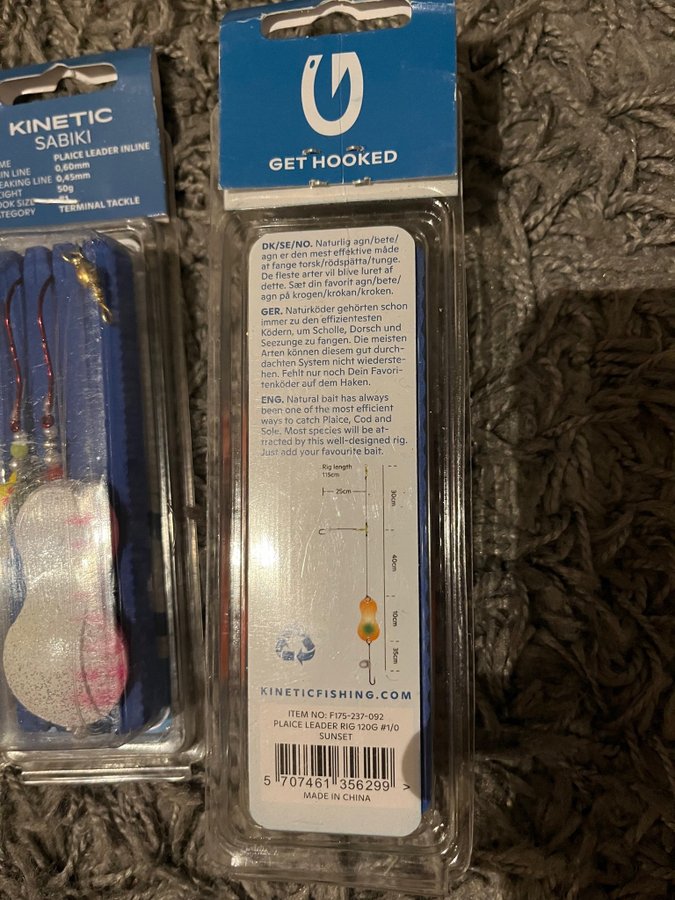 KINETIC
SABIKI
PLAICE LEADER INLINE
0,60mm
0,45mm
50g
TERMINAL TACKLE
GET HOOKED
DK/SE/NO. Naturlig agn/bete/
agn er den mest effektive måde
at fange torsk/rödspätta/tunge.
De fleste arter vil blive luret af
dette. Sæt din favorit agn/bete/
agn på krogen/krokan/kroken.
GER. Naturköder gehörten schon
immer zu den effizientesten
Ködern, um Scholle, Dorsch und
Seezunge zu fangen. Die meisten
Arten können diesem gut durch-
dachten System nicht wiederste-
hen. Fehlt nur noch Dein Favori-
tenköder auf dem Haken.
ENG. Natural bait has always
been one of the most efficient
ways to catch Plaice, Cod and
Sole. Most species will be at-
tracted by this well-designed rig.
Just add your favourite bait.
Rig length
115cm
25cm
30cm
40cm
10cm
35cm
KINETICFISHING.COM
ITEM NO: F175-237-092
PLAICE LEADER RIG 120G #1/0
SUNSET
5 707461 356299 >
MADE IN CHINA